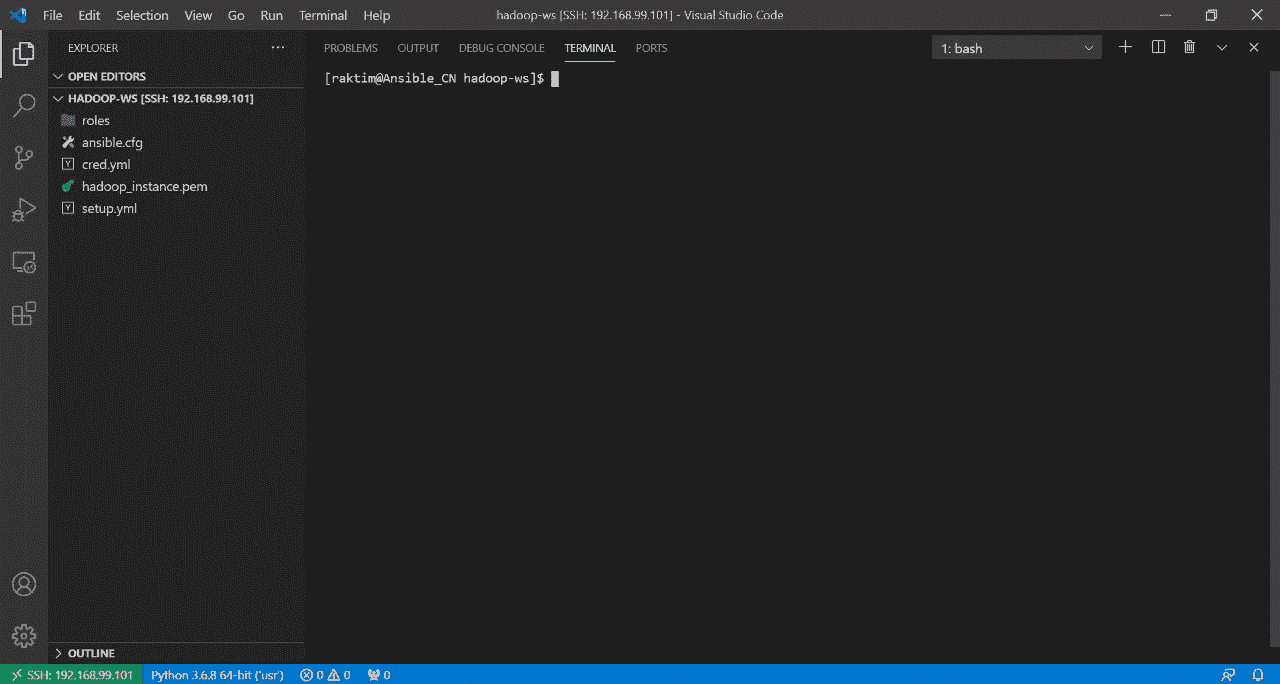 File Edit Selection View Go Run Terminal Help hadoop-ws [SSH: 192.168.99.101] - Visual Studio Code
EXPLORER
PROBLEMS OUTPUT DEBUG CONSOLE TERMINAL PORTS 1: bash
OPEN EDITORS
HADOOP-WS [SSH: 192.168.99.101]
roles
ansible.cfg
Y cred.yml
hadoop_instance.pem
Y setup.yml
[raktim@Ansible_CN hadoop-ws]$
OUTLINE
SSH: 192.168.99.101 Python 3.6.8 64-bit ('usr') 0 0 0